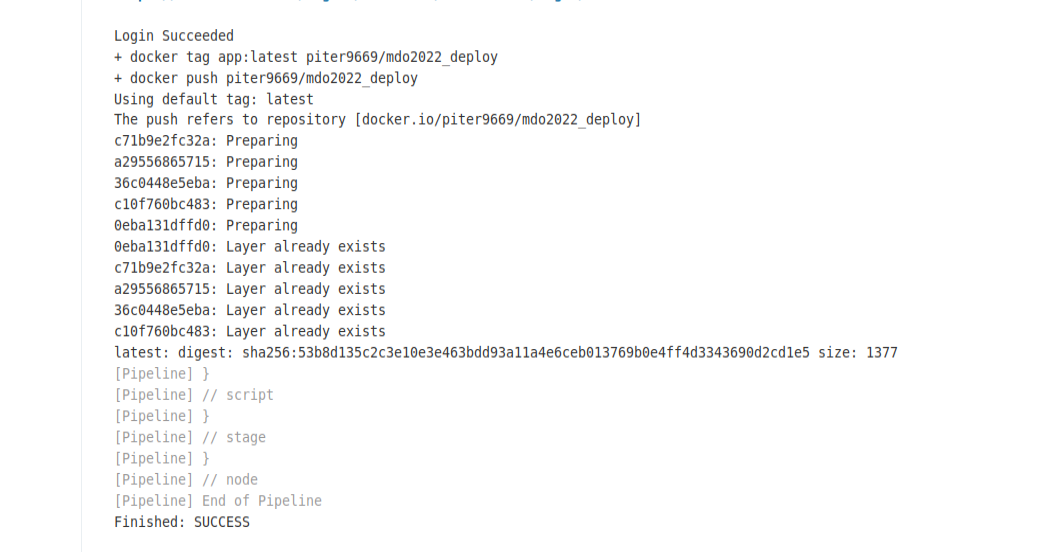 Login Succeeded
+ docker tag app:latest piter9669/mdo2022_deploy
+ docker push piter9669/mdo2022_deploy
Using default tag: latest
The push refers to repository [docker.io/piter9669/mdo2022_deploy]
c71b9e2fc32a: Preparing
a29556865715: Preparing
36c0448e5eba: Preparing
c10f760bc483: Preparing
0eba131dffd0: Preparing
0eba131dffd0: Layer already exists
c71b9e2fc32a: Layer already exists
a29556865715: Layer already exists
36c0448e5eba: Layer already exists
c10f760bc483: Layer already exists
latest: digest: sha256:53b8d135c2c3e10e3e463bdd93a11a4e6ceb013769b0e4ff4d3343690d2cd1e5 size: 1377
[Pipeline] }
[Pipeline] // script
[Pipeline] }
[Pipeline] // stage
[Pipeline] }
[Pipeline] // node
[Pipeline] End of Pipeline
Finished: SUCCESS